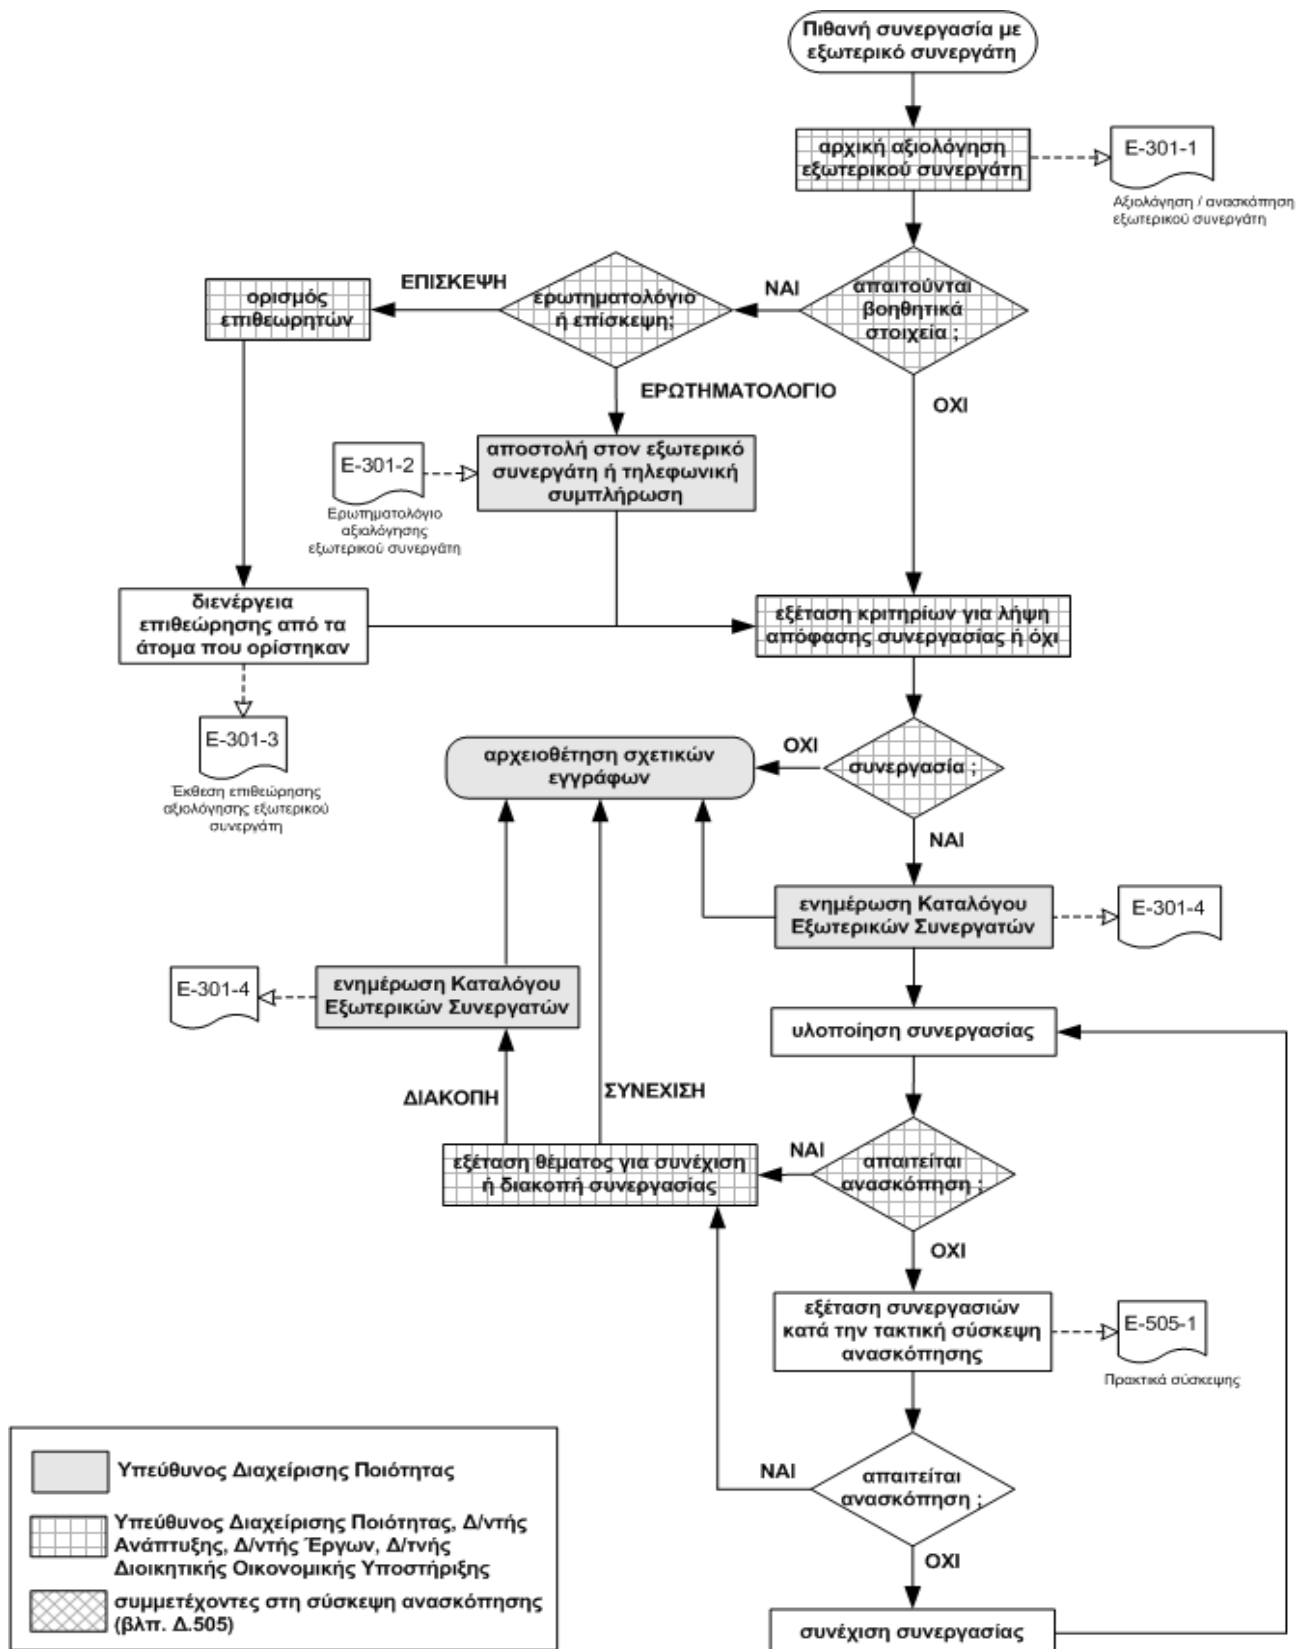 Πιθανή συνεργασία με
εξωτερικό συνεργάτη
αρχική αξιολόγηση
εξωτερικού συνεργάτη
E-301-1
Αξιολόγηση / ανασκόπηση
εξωτερικού συνεργάτη
απαιτούνται
βοηθητικά
στοιχεία ;
ΝΑΙ
ΟΧΙ
ερωτηματολόγιο
ή επίσκεψη;
ΕΠΙΣΚΕΨΗ
ορισμός
επιθεωρητών
ΕΡΩΤΗΜΑΤΟΛΟΓΙΟ
αποστολή στον εξωτερικό
συνεργάτη ή τηλεφωνική
συμπλήρωση
E-301-2
Ερωτηματολόγιο
αξιολόγησης
εξωτερικού συνεργάτη
διενέργεια
επιθεώρησης από τα
άτομα που ορίστηκαν
E-301-3
Έκθεση επιθεώρησης
αξιολόγησης εξωτερικού
συνεργάτη
εξέταση κριτηρίων για λήψη
απόφασης συνεργασίας ή όχι
συνεργασία ;
ΟΧΙ
αρχειοθέτηση σχετικών
εγγράφων
ΝΑΙ
ενημέρωση Καταλόγου
Εξωτερικών Συνεργατών
E-301-4
ενημέρωση Καταλόγου
Εξωτερικών Συνεργατών
E-301-4
υλοποίηση συνεργασίας
ΔΙΑΚΟΠΗ
ΣΥΝΕΧΙΣΗ
εξέταση θέματος για συνέχιση
ή διακοπή συνεργασίας
ΝΑΙ
απαιτείται
ανασκόπηση ;
ΟΧΙ
εξέταση συνεργασιών
κατά την τακτική σύσκεψη
ανασκόπησης
E-505-1
Πρακτικά σύσκεψης
ΝΑΙ
απαιτείται
ανασκόπηση ;
ΟΧΙ
συνέχιση συνεργασίας
Υπεύθυνος Διαχείρισης Ποιότητας
Υπεύθυνος Διαχείρισης Ποιότητας, Δ/ντής
Ανάπτυξης, Δ/ντής Έργων, Δ/τνής
Διοικητικής Οικονομικής Υποστήριξης
συμμετέχοντες στη σύσκεψη ανασκόπησης
(βλπ. Δ.505)